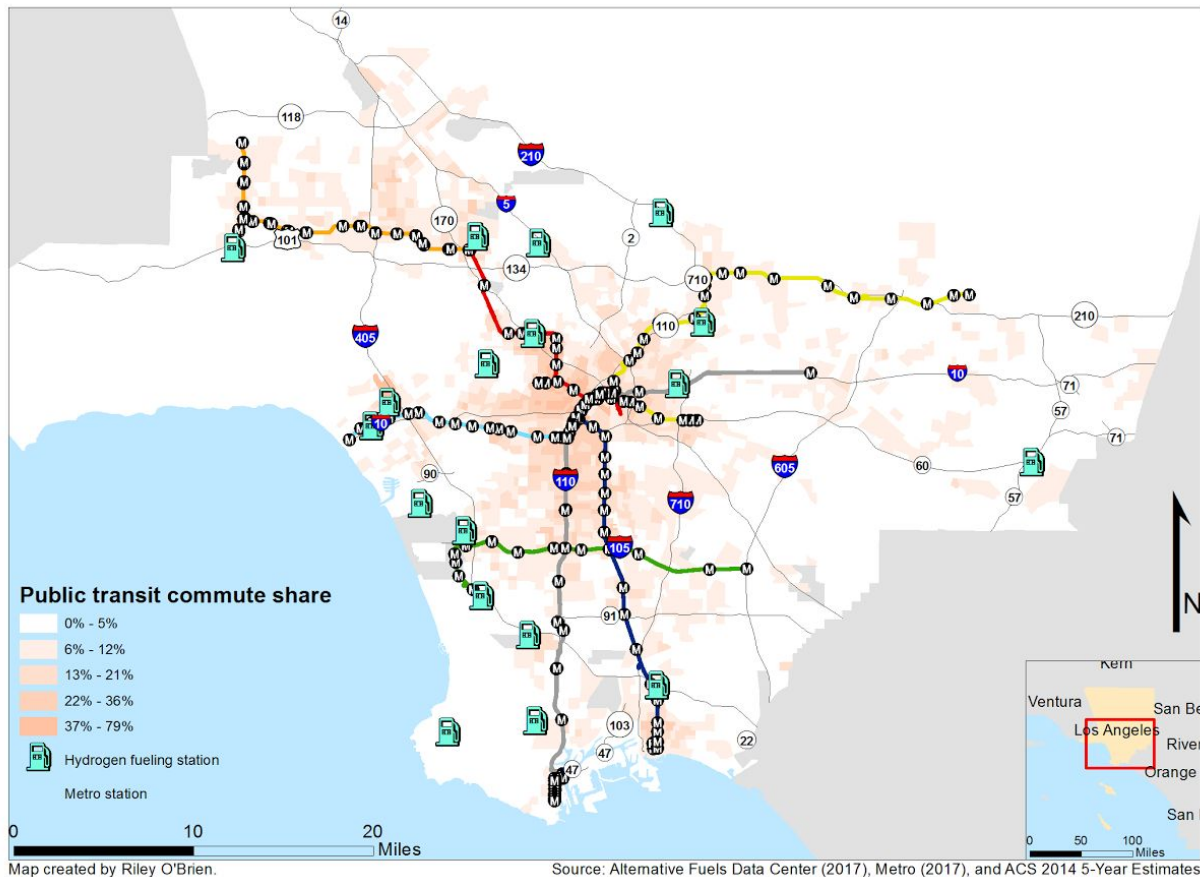 14
118
210
5
170
2
101
134
710
110
210
405
10
71
57
10
71
605
60
90
110
57
710
105
91
103
22
47
47
M
N
Public transit commute share
0% - 5%
6% - 12%
13% - 21%
22% - 36%
37% - 79%
Hydrogen fueling station
Metro station
0 10 20
Miles
Kern
Ventura
San Be
Los Angeles
River
Orange
San
0 50 100
Miles
Map created by Riley O'Brien.
Source: Alternative Fuels Data Center (2017), Metro (2017), and ACS 2014 5-Year Estimates